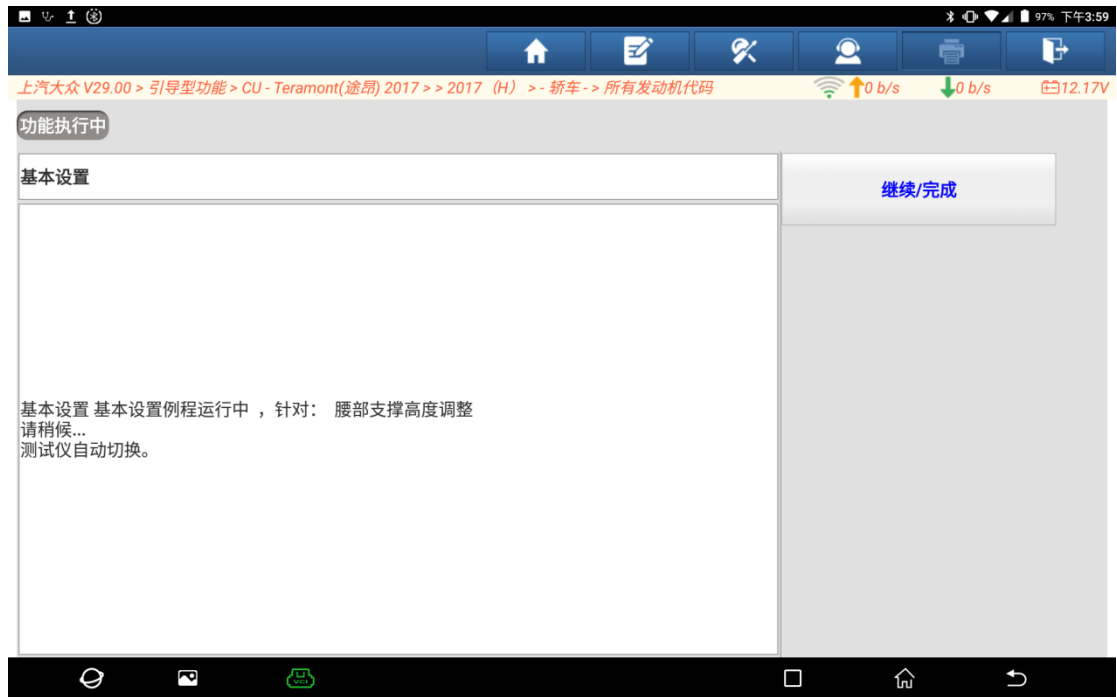 97% 下午3:59
上汽大众 V29.00 > 引导型功能 > CU - Teramont(途昂) 2017 > > 2017（H） > - 轿车 - > 所有发动机代码 0 b/s 0 b/s 12.17V
功能执行中
基本设置
继续/完成
基本设置 基本设置例程运行中 ，针对： 腰部支撑高度调整
请稍候...
测试仪自动切换。
VCI